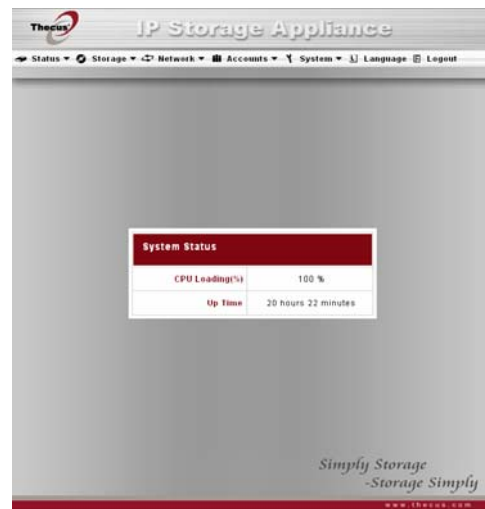 Thecus
IP Storage Appliance
Status Storage Network Accounts System Language Logout
System Status
CPU Loading(%) 100 %
Up Time 20 hours 22 minutes
Simply Storage
-Storage Simply
www.thecus.com